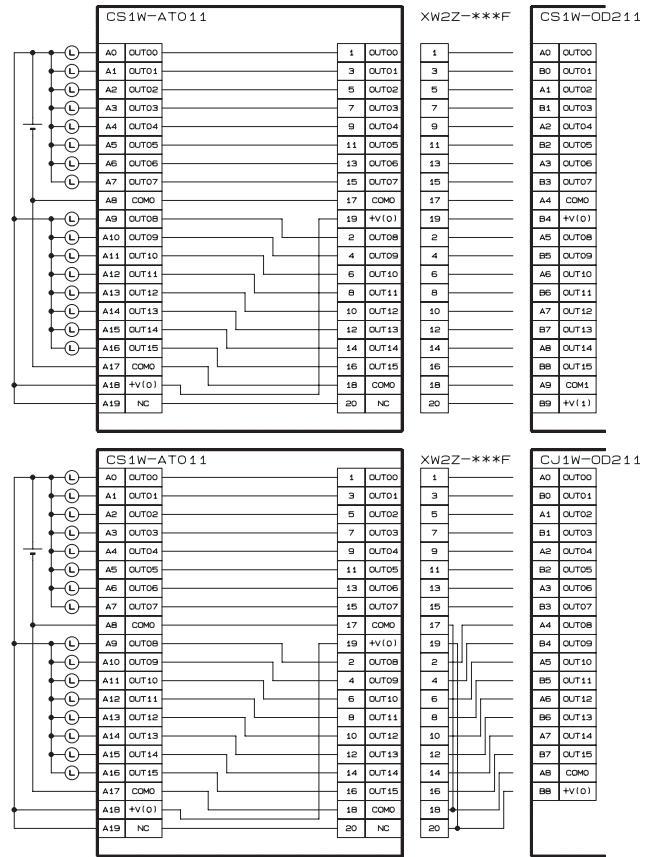 CS1W-AT011 XW2Z-***F CS1W-OD211
L A0 OUT00 1 OUT00 1 A0 OUT00
L A1 OUT01 3 OUT01 3 B0 OUT01
L A2 OUT02 5 OUT02 5 A1 OUT02
L A3 OUT03 7 OUT03 7 B1 OUT03
L A4 OUT04 9 OUT04 9 A2 OUT04
L A5 OUT05 11 OUT05 11 B2 OUT05
L A6 OUT06 13 OUT06 13 A3 OUT06
L A7 OUT07 15 OUT07 15 B3 OUT07
A8 COM0 17 COM0 17 A4 COM0
L A9 OUT08 19 +V(0) 19 B4 +V(0)
L A10 OUT09 2 OUT08 2 A5 OUT08
L A11 OUT10 4 OUT09 4 B5 OUT09
L A12 OUT11 6 OUT10 6 A6 OUT10
L A13 OUT12 8 OUT11 8 B6 OUT11
L A14 OUT13 10 OUT12 10 A7 OUT12
L A15 OUT14 12 OUT13 12 B7 OUT13
L A16 OUT15 14 OUT14 14 A8 OUT14
A17 COM0 16 OUT15 16 B8 OUT15
A18 +V(0) 18 COM0 18 A9 COM1
A19 NC 20 NC 20 B9 +V(1)
CS1W-AT011 XW2Z-***F CJ1W-OD211
L A0 OUT00 1 OUT00 1 A0 OUT00
L A1 OUT01 3 OUT01 3 B0 OUT01
L A2 OUT02 5 OUT02 5 A1 OUT02
L A3 OUT03 7 OUT03 7 B1 OUT03
L A4 OUT04 9 OUT04 9 A2 OUT04
L A5 OUT05 11 OUT05 11 B2 OUT05
L A6 OUT06 13 OUT06 13 A3 OUT06
L A7 OUT07 15 OUT07 15 B3 OUT07
A8 COM0 17 COM0 17 A4 OUT08
L A9 OUT08 19 +V(0) 19 B4 OUT09
L A10 OUT09 2 OUT08 2 A5 OUT10
L A11 OUT10 4 OUT09 4 B5 OUT11
L A12 OUT11 6 OUT10 6 A6 OUT12
L A13 OUT12 8 OUT11 8 B6 OUT13
L A14 OUT13 10 OUT12 10 A7 OUT14
L A15 OUT14 12 OUT13 12 B7 OUT15
L A16 OUT15 14 OUT14 14 A8 COM0
A17 COM0 16 OUT15 16 B8 +V(0)
A18 +V(0) 18 COM0 18
A19 NC 20 NC 20